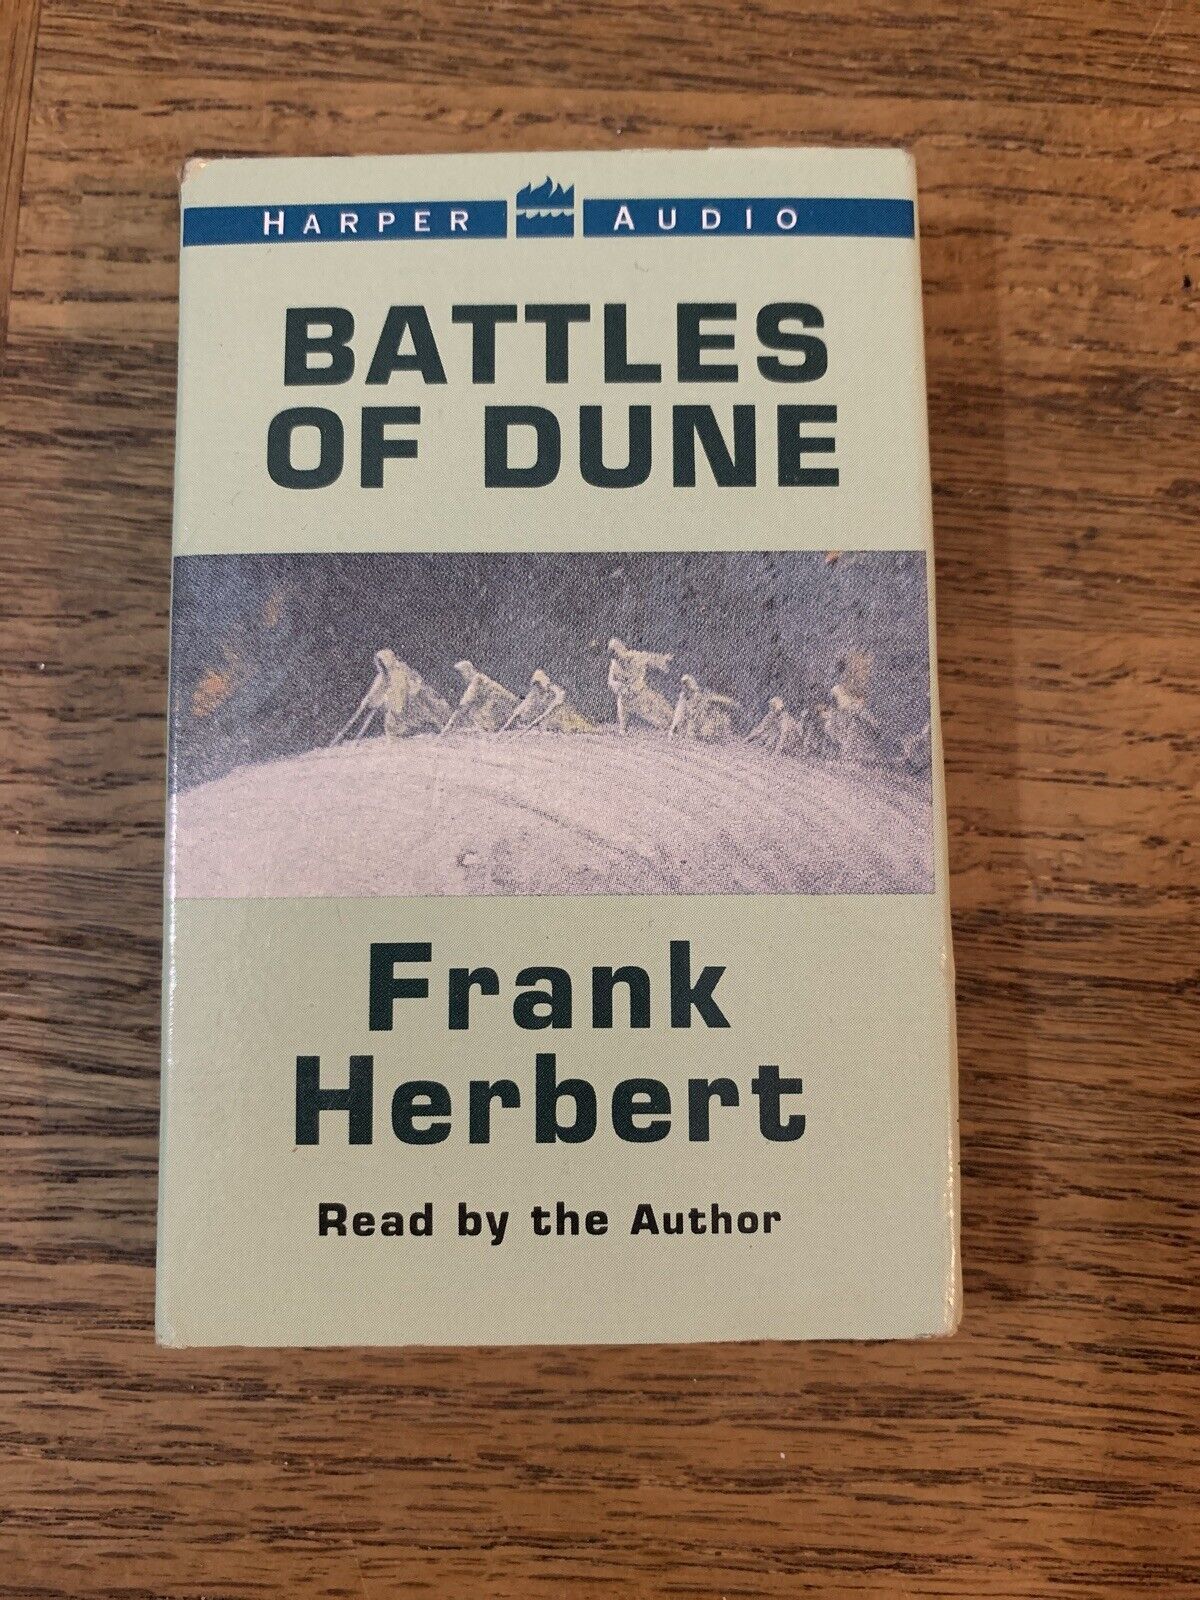 HARPER AUDIO
BATTLES
OF DUNE
Frank
Herbert
Read by the Author